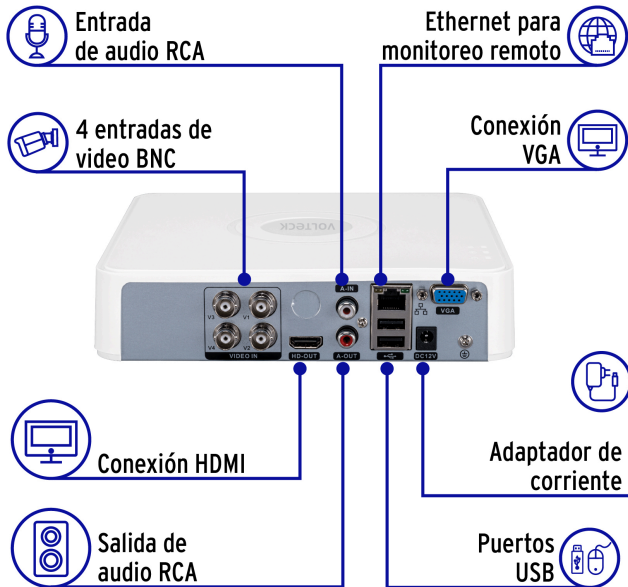 Entrada
de audio RCA
Ethernet para
monitoreo remoto
4 entradas de
video BNC
Conexión
VGA
VOLTECK
A-IN
V3
V1
VGA
V4
V2
VIDEO IN
HD-OUT
A-OUT
DC12V
Conexión HDMI
Adaptador de
corriente
Salida de
audio RCA
Puertos
USB